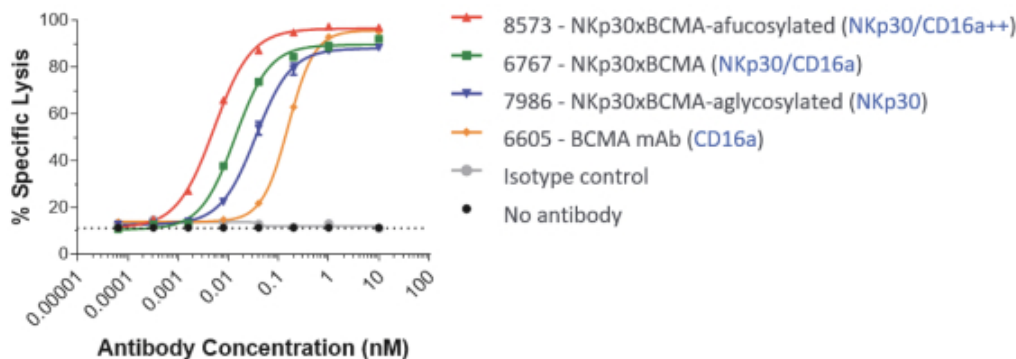 100
80
60
40
20
0
% Specific Lysis
0.00001
0.0001
0.001
0.01
0.1
1
10
100
Antibody Concentration (nM)
8573 - NKp30xBCMA-afucosylated (NKp30/CD16a++)
6767 - NKp30xBCMA (NKp30/CD16a)
7986 - NKp30xBCMA-aglycosylated (NKp30)
6605 - BCMA mAb (CD16a)
Isotype control
No antibody